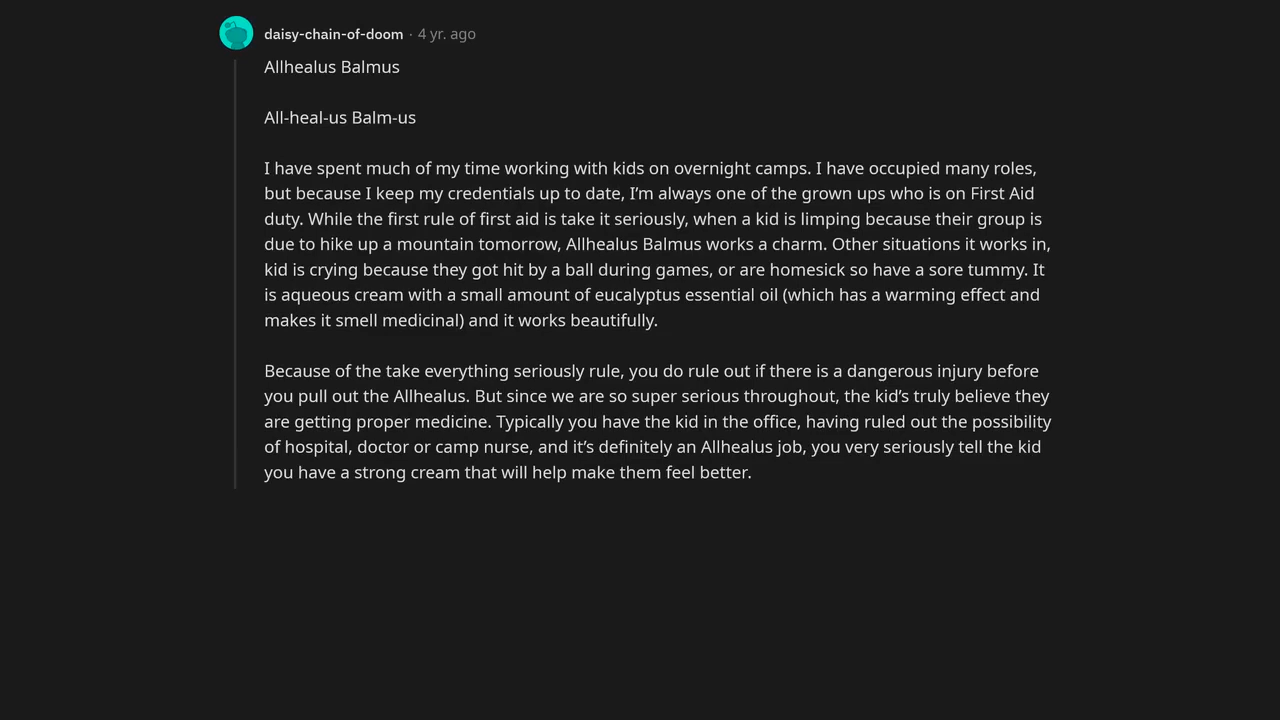 daisy-chain-of-doom · 4 yr. ago
Allhealus Balmus
All-heal-us Balm-us
I have spent much of my time working with kids on overnight camps. I have occupied many roles,
but because I keep my credentials up to date, I’m always one of the grown ups who is on First Aid
duty. While the first rule of first aid is take it seriously, when a kid is limping because their group is
due to hike up a mountain tomorrow, Allhealus Balmus works a charm. Other situations it works in,
kid is crying because they got hit by a ball during games, or are homesick so have a sore tummy. It
is aqueous cream with a small amount of eucalyptus essential oil (which has a warming effect and
makes it smell medicinal) and it works beautifully.
Because of the take everything seriously rule, you do rule out if there is a dangerous injury before
you pull out the Allhealus. But since we are so super serious throughout, the kid’s truly believe they
are getting proper medicine. Typically you have the kid in the office, having ruled out the possibility
of hospital, doctor or camp nurse, and it’s definitely an Allhealus job, you very seriously tell the kid
you have a strong cream that will help make them feel better.